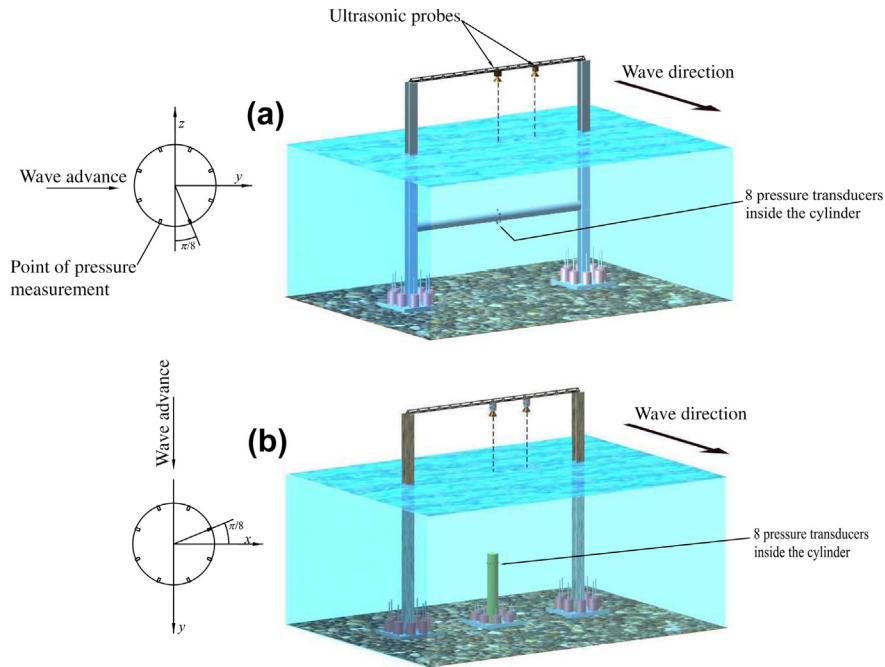 Ultrasonic probes
Wave direction
(a)
z
Wave advance
y
8 pressure transducers
inside the cylinder
π/8
Point of pressure
measurement
Wave advance
(b)
Wave direction
π/8
x
8 pressure transducers
inside the cylinder
y